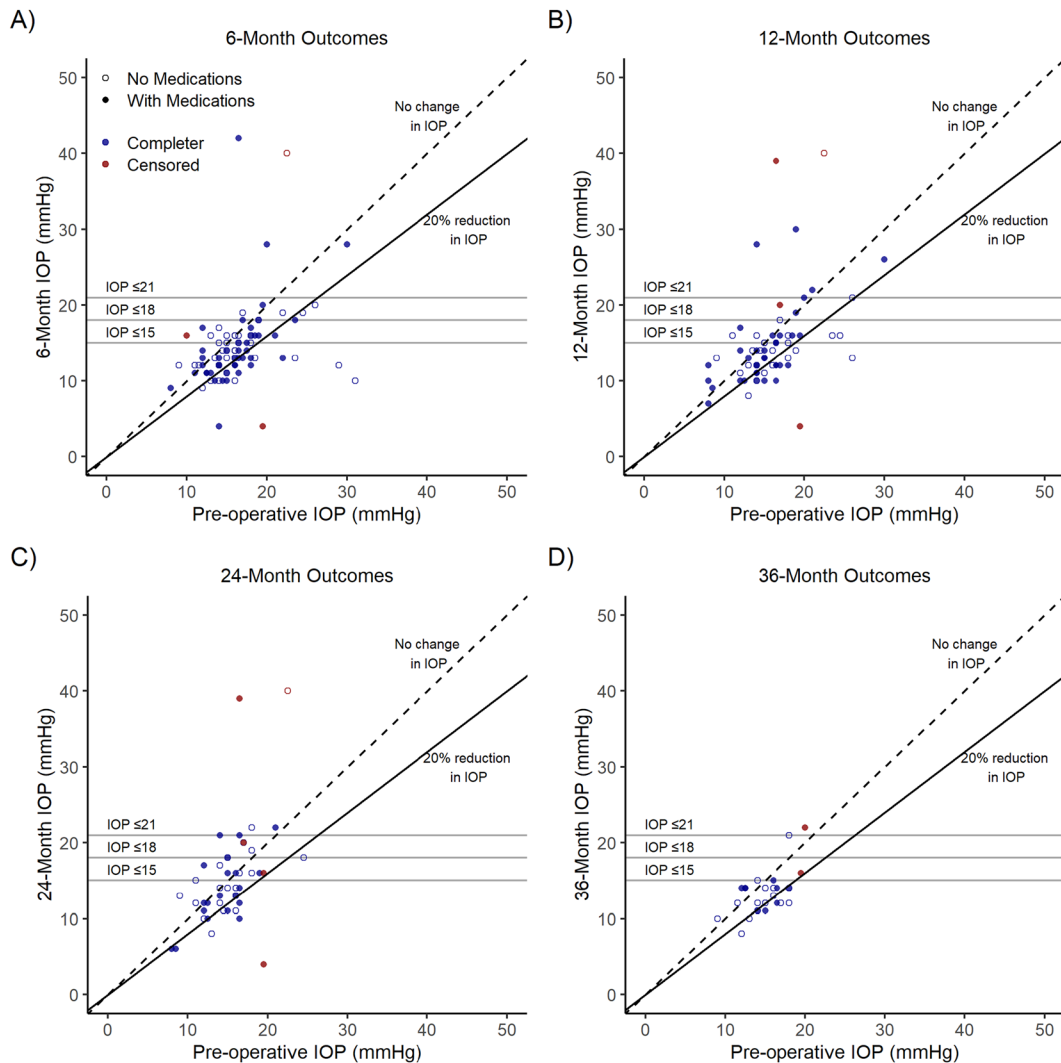 A)
6-Month Outcomes
No Medications
With Medications
Completer
Censored
No change
in IOP
20% reduction
in IOP
IOP ≤21
IOP ≤18
IOP ≤15
50
40
30
20
10
0
6-Month IOP (mmHg)
0 10 20 30 40 50
Pre-operative IOP (mmHg)
B)
12-Month Outcomes
No change
in IOP
20% reduction
in IOP
IOP ≤21
IOP ≤18
IOP ≤15
50
40
30
20
10
0
12-Month IOP (mmHg)
0 10 20 30 40 50
Pre-operative IOP (mmHg)
C)
24-Month Outcomes
No change
in IOP
20% reduction
in IOP
IOP ≤21
IOP ≤18
IOP ≤15
50
40
30
20
10
0
24-Month IOP (mmHg)
0 10 20 30 40 50
Pre-operative IOP (mmHg)
D)
36-Month Outcomes
No change
in IOP
20% reduction
in IOP
IOP ≤21
IOP ≤18
IOP ≤15
50
40
30
20
10
0
36-Month IOP (mmHg)
0 10 20 30 40 50
Pre-operative IOP (mmHg)